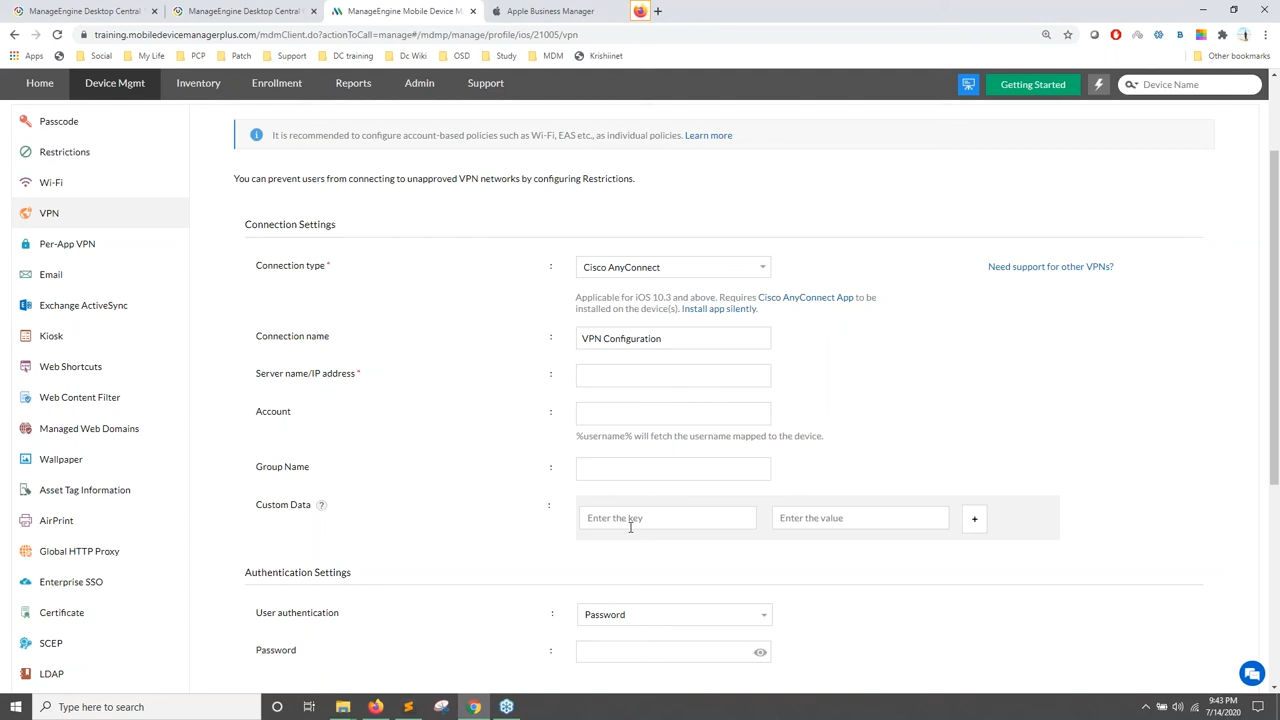 ManageEngine Desktop Central
ManageEngine Desktop Central
ManageEngine Mobile Device M
Apple Business Manager
training.mobiledevicemanagerplus.com/mdmClient.do?actionToCall=manage#/mdmp/manage/profile/ios/21005/vpn
Apps
Social
My Life
PCP
Patch
Support
DC training
Dc Wiki
OSD
Study
MDM
Krishiinet
Other bookmarks
Home
Device Mgmt
Inventory
Enrollment
Reports
Admin
Support
Getting Started
Device Name
Passcode
Restrictions
Wi-Fi
VPN
Per-App VPN
Email
Exchange ActiveSync
Kiosk
Web Shortcuts
Web Content Filter
Managed Web Domains
Wallpaper
Asset Tag Information
AirPrint
Global HTTP Proxy
Enterprise SSO
Certificate
SCEP
LDAP
It is recommended to configure account-based policies such as Wi-Fi, EAS etc., as individual policies. Learn more
You can prevent users from connecting to unapproved VPN networks by configuring Restrictions.
Connection Settings
Connection type * : Cisco AnyConnect
Need support for other VPNs?
Applicable for iOS 10.3 and above. Requires Cisco AnyConnect App to be
installed on the device(s). Install app silently.
Connection name : VPN Configuration
Server name/IP address * :
Account :
%username% will fetch the username mapped to the device.
Group Name :
Custom Data ? : Enter the key Enter the value +
Authentication Settings
User authentication : Password
Password :
Type here to search
9:43 PM
7/14/2020